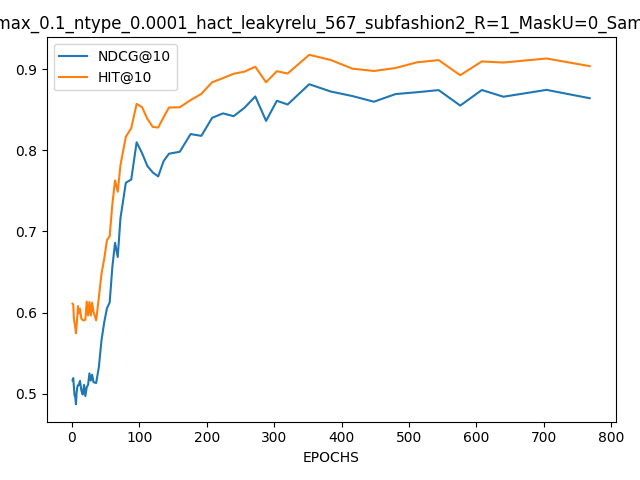 max_0.1_ntype_0.0001_hact_leakyrelu_567_subfashion2_R=1_MaskU=0_Sam
NDCG@10
HIT@10
0.9
0.8
0.7
0.6
0.5
0 100 200 300 400 500 600 700 800
EPOCHS